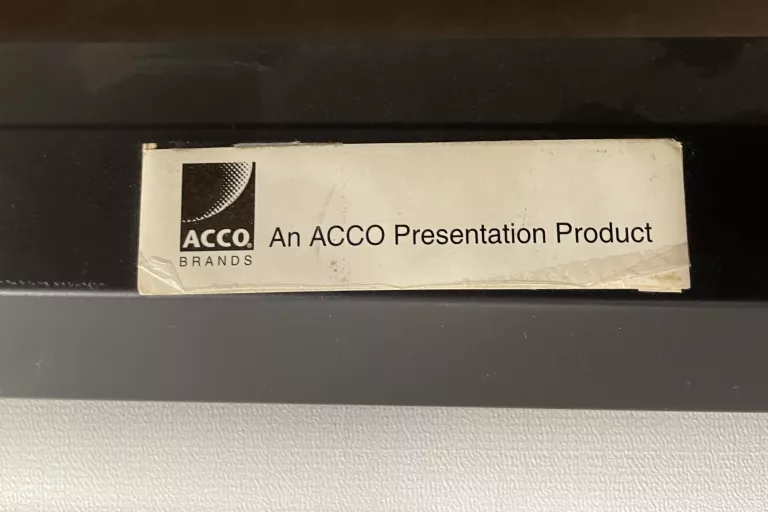 ACCO®
BRANDS
An ACCO Presentation Product